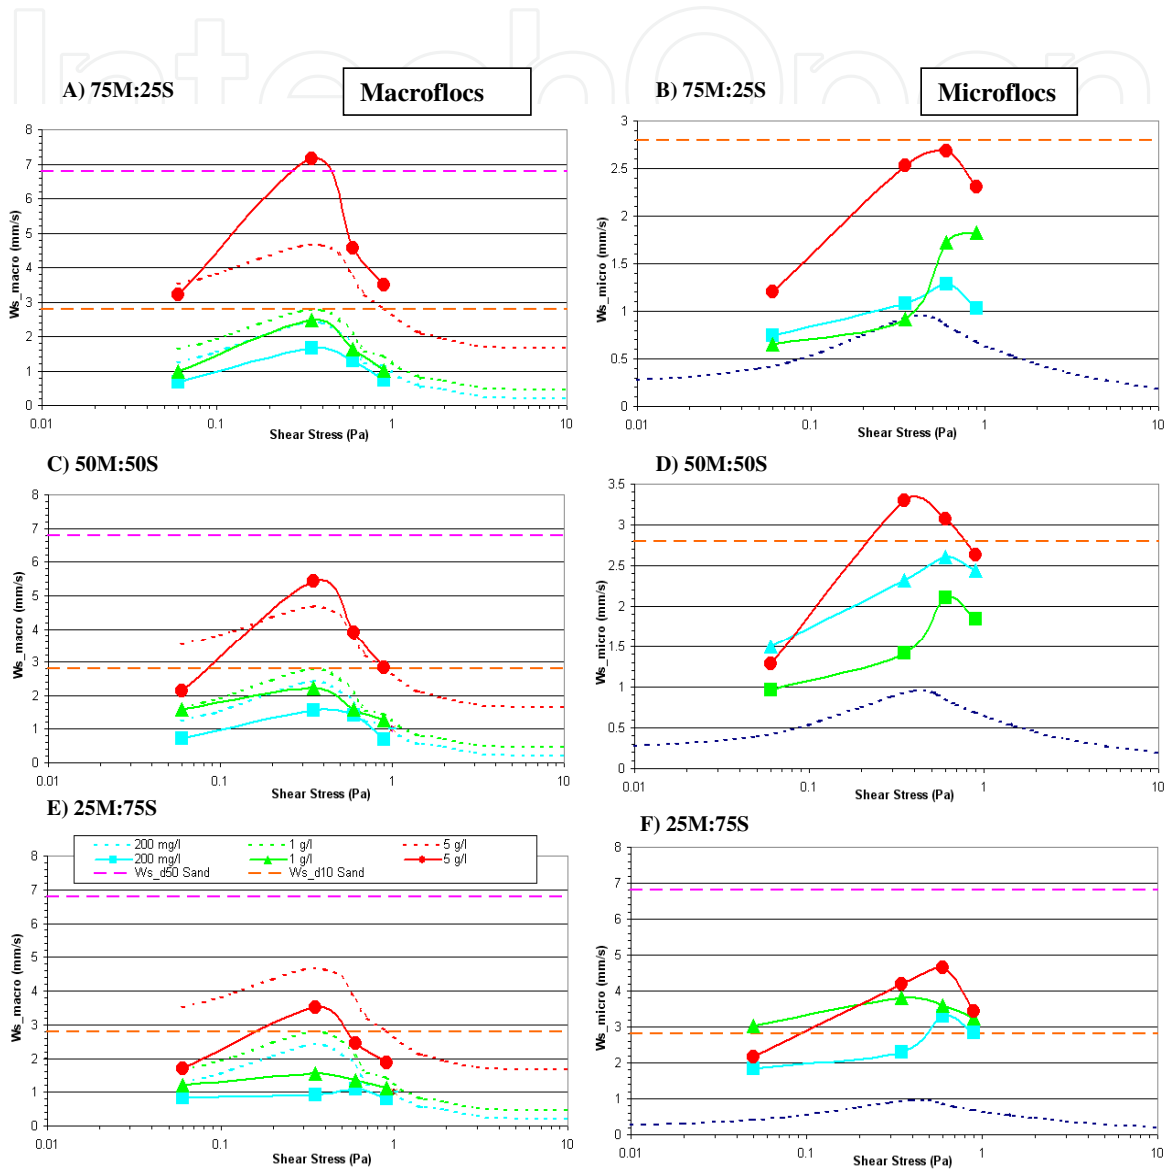 IntechOpen
A) 75M:25S
Macroflocs
B) 75M:25S
Microflocs
8
7
6
5
4
3
2
1
0
Ws_macro (mm/s)
0.01
0.1
1
10
Shear Stress (Pa)
3
2.5
2
1.5
1
0.5
0
Ws_micro (mm/s)
0.01
0.1
1
10
Shear Stress (Pa)
C) 50M:50S
D) 50M:50S
8
7
6
5
4
3
2
1
0
Ws_macro (mm/s)
0.01
0.1
1
10
Shear Stress (Pa)
3.5
3
2.5
2
1.5
1
0.5
0
Ws_micro (mm/s)
0.01
0.1
1
10
Shear Stress (Pa)
E) 25M:75S
F) 25M:75S
200 mg/l
1 g/l
5 g/l
200 mg/l
1 g/l
5 g/l
Ws_d50 Sand
Ws_d10 Sand
8
7
6
5
4
3
2
1
0
Ws_macro (mm/s)
0.01
0.1
1
10
Shear Stress (Pa)
8
7
6
5
4
3
2
1
0
Ws_micro (mm/s)
0.01
0.1
1
10
Shear Stress (Pa)